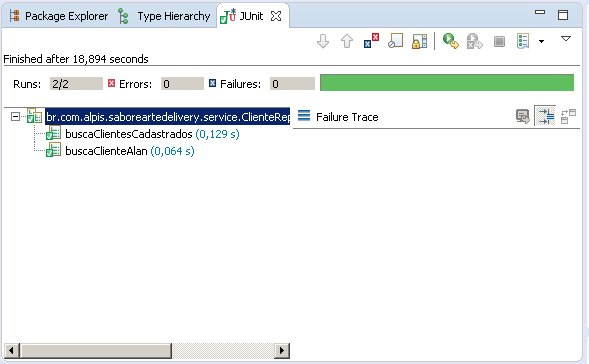 Package Explorer Type Hierarchy JUnit
Finished after 18,894 seconds
Runs: 2/2 Errors: 0 Failures: 0
br.com.alpis.saboreartedelivery.service.ClienteRep
Failure Trace
buscaClientesCadastrados (0,129 s)
buscaClienteAlan (0,064 s)